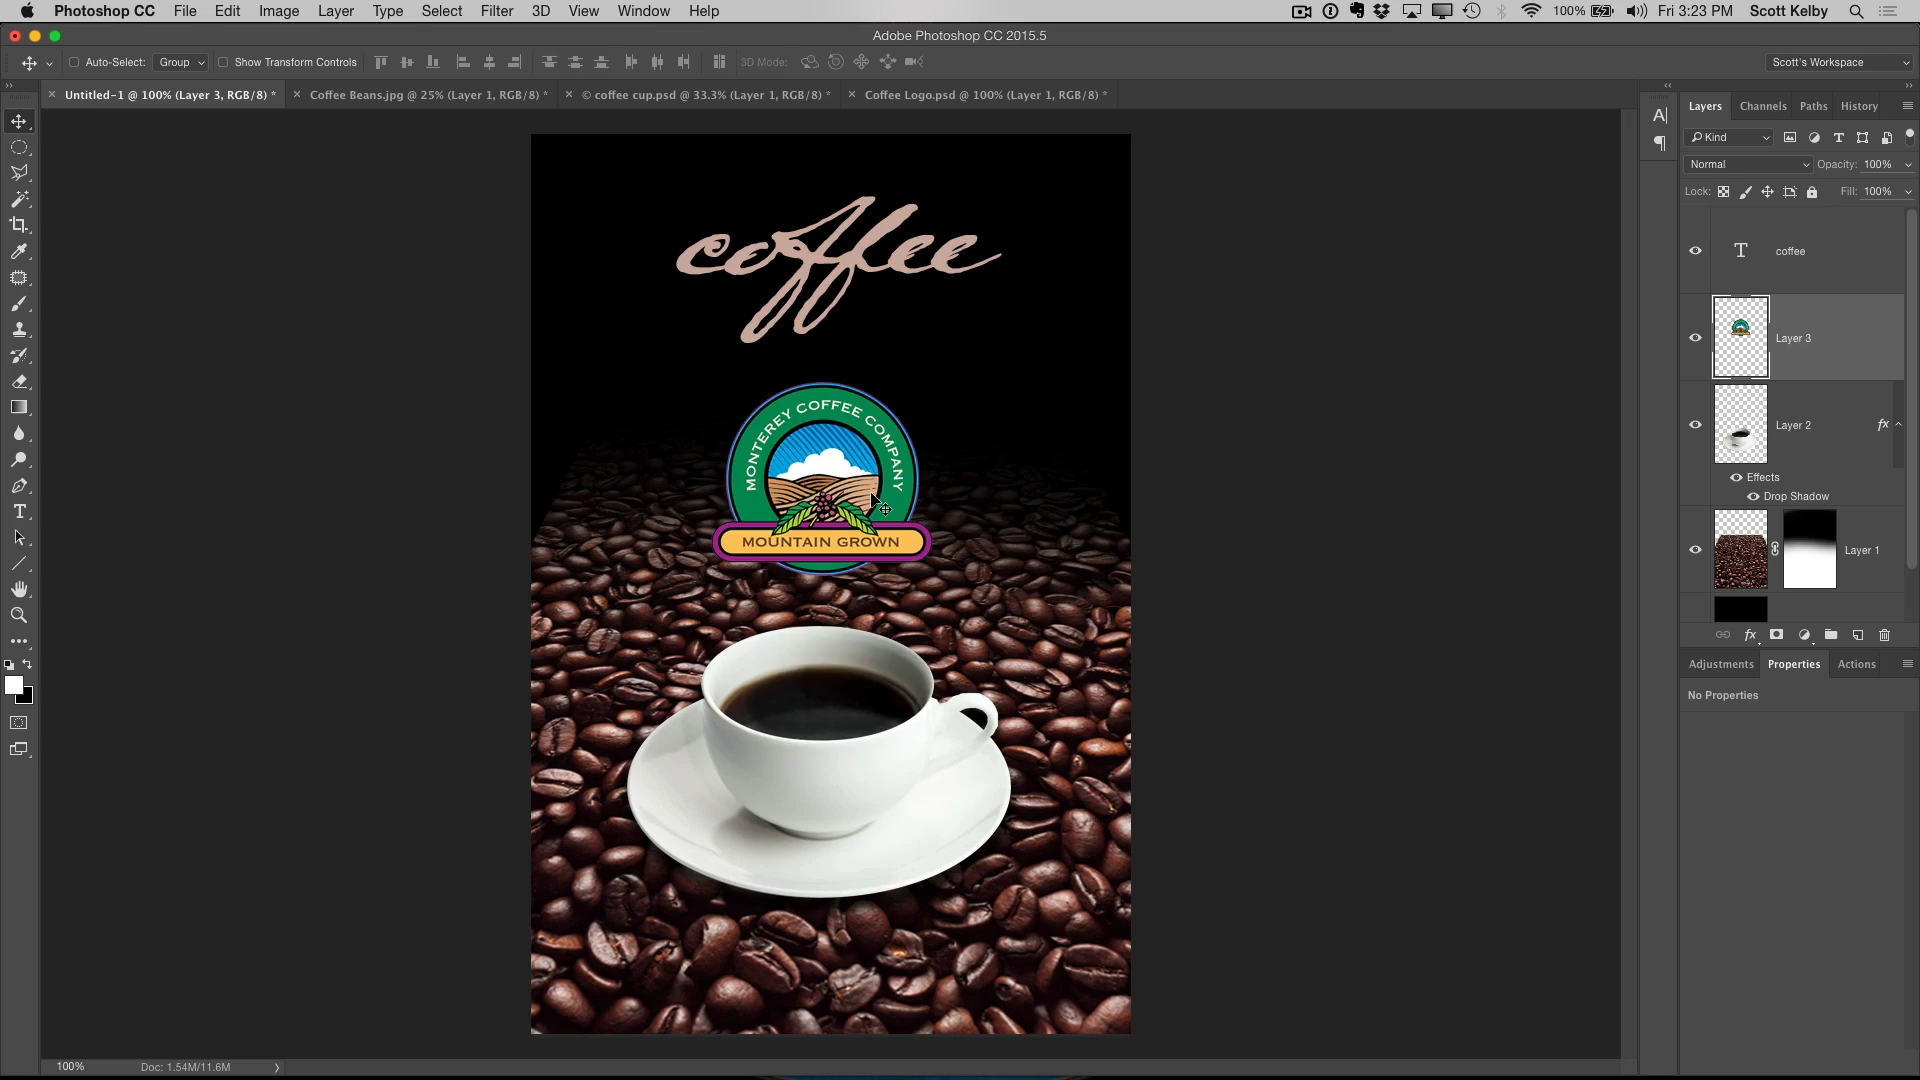 Photoshop CC File Edit Image Layer Type Select Filter 3D View Window Help 100% Fri 3:23 PM Scott Kelby
Adobe Photoshop CC 2015.5
Auto-Select: Group Show Transform Controls 3D Mode: Scott's Workspace
Untitled-1 @ 100% (Layer 3, RGB/8) * Coffee Beans.jpg @ 25% (Layer 1, RGB/8) * © coffee cup.psd @ 33.3% (Layer 1, RGB/8) * Coffee Logo.psd @ 100% (Layer 1, RGB/8) *
Layers Channels Paths History
Kind
Normal Opacity: 100%
Lock: Fill: 100%
coffee
Layer 3
Layer 2 fx
Effects
Drop Shadow
Layer 1
fx
Adjustments Properties Actions
No Properties
coffee
MONTEREY COFFEE COMPANY
MOUNTAIN GROWN
100% Doc: 1.54M/11.6M